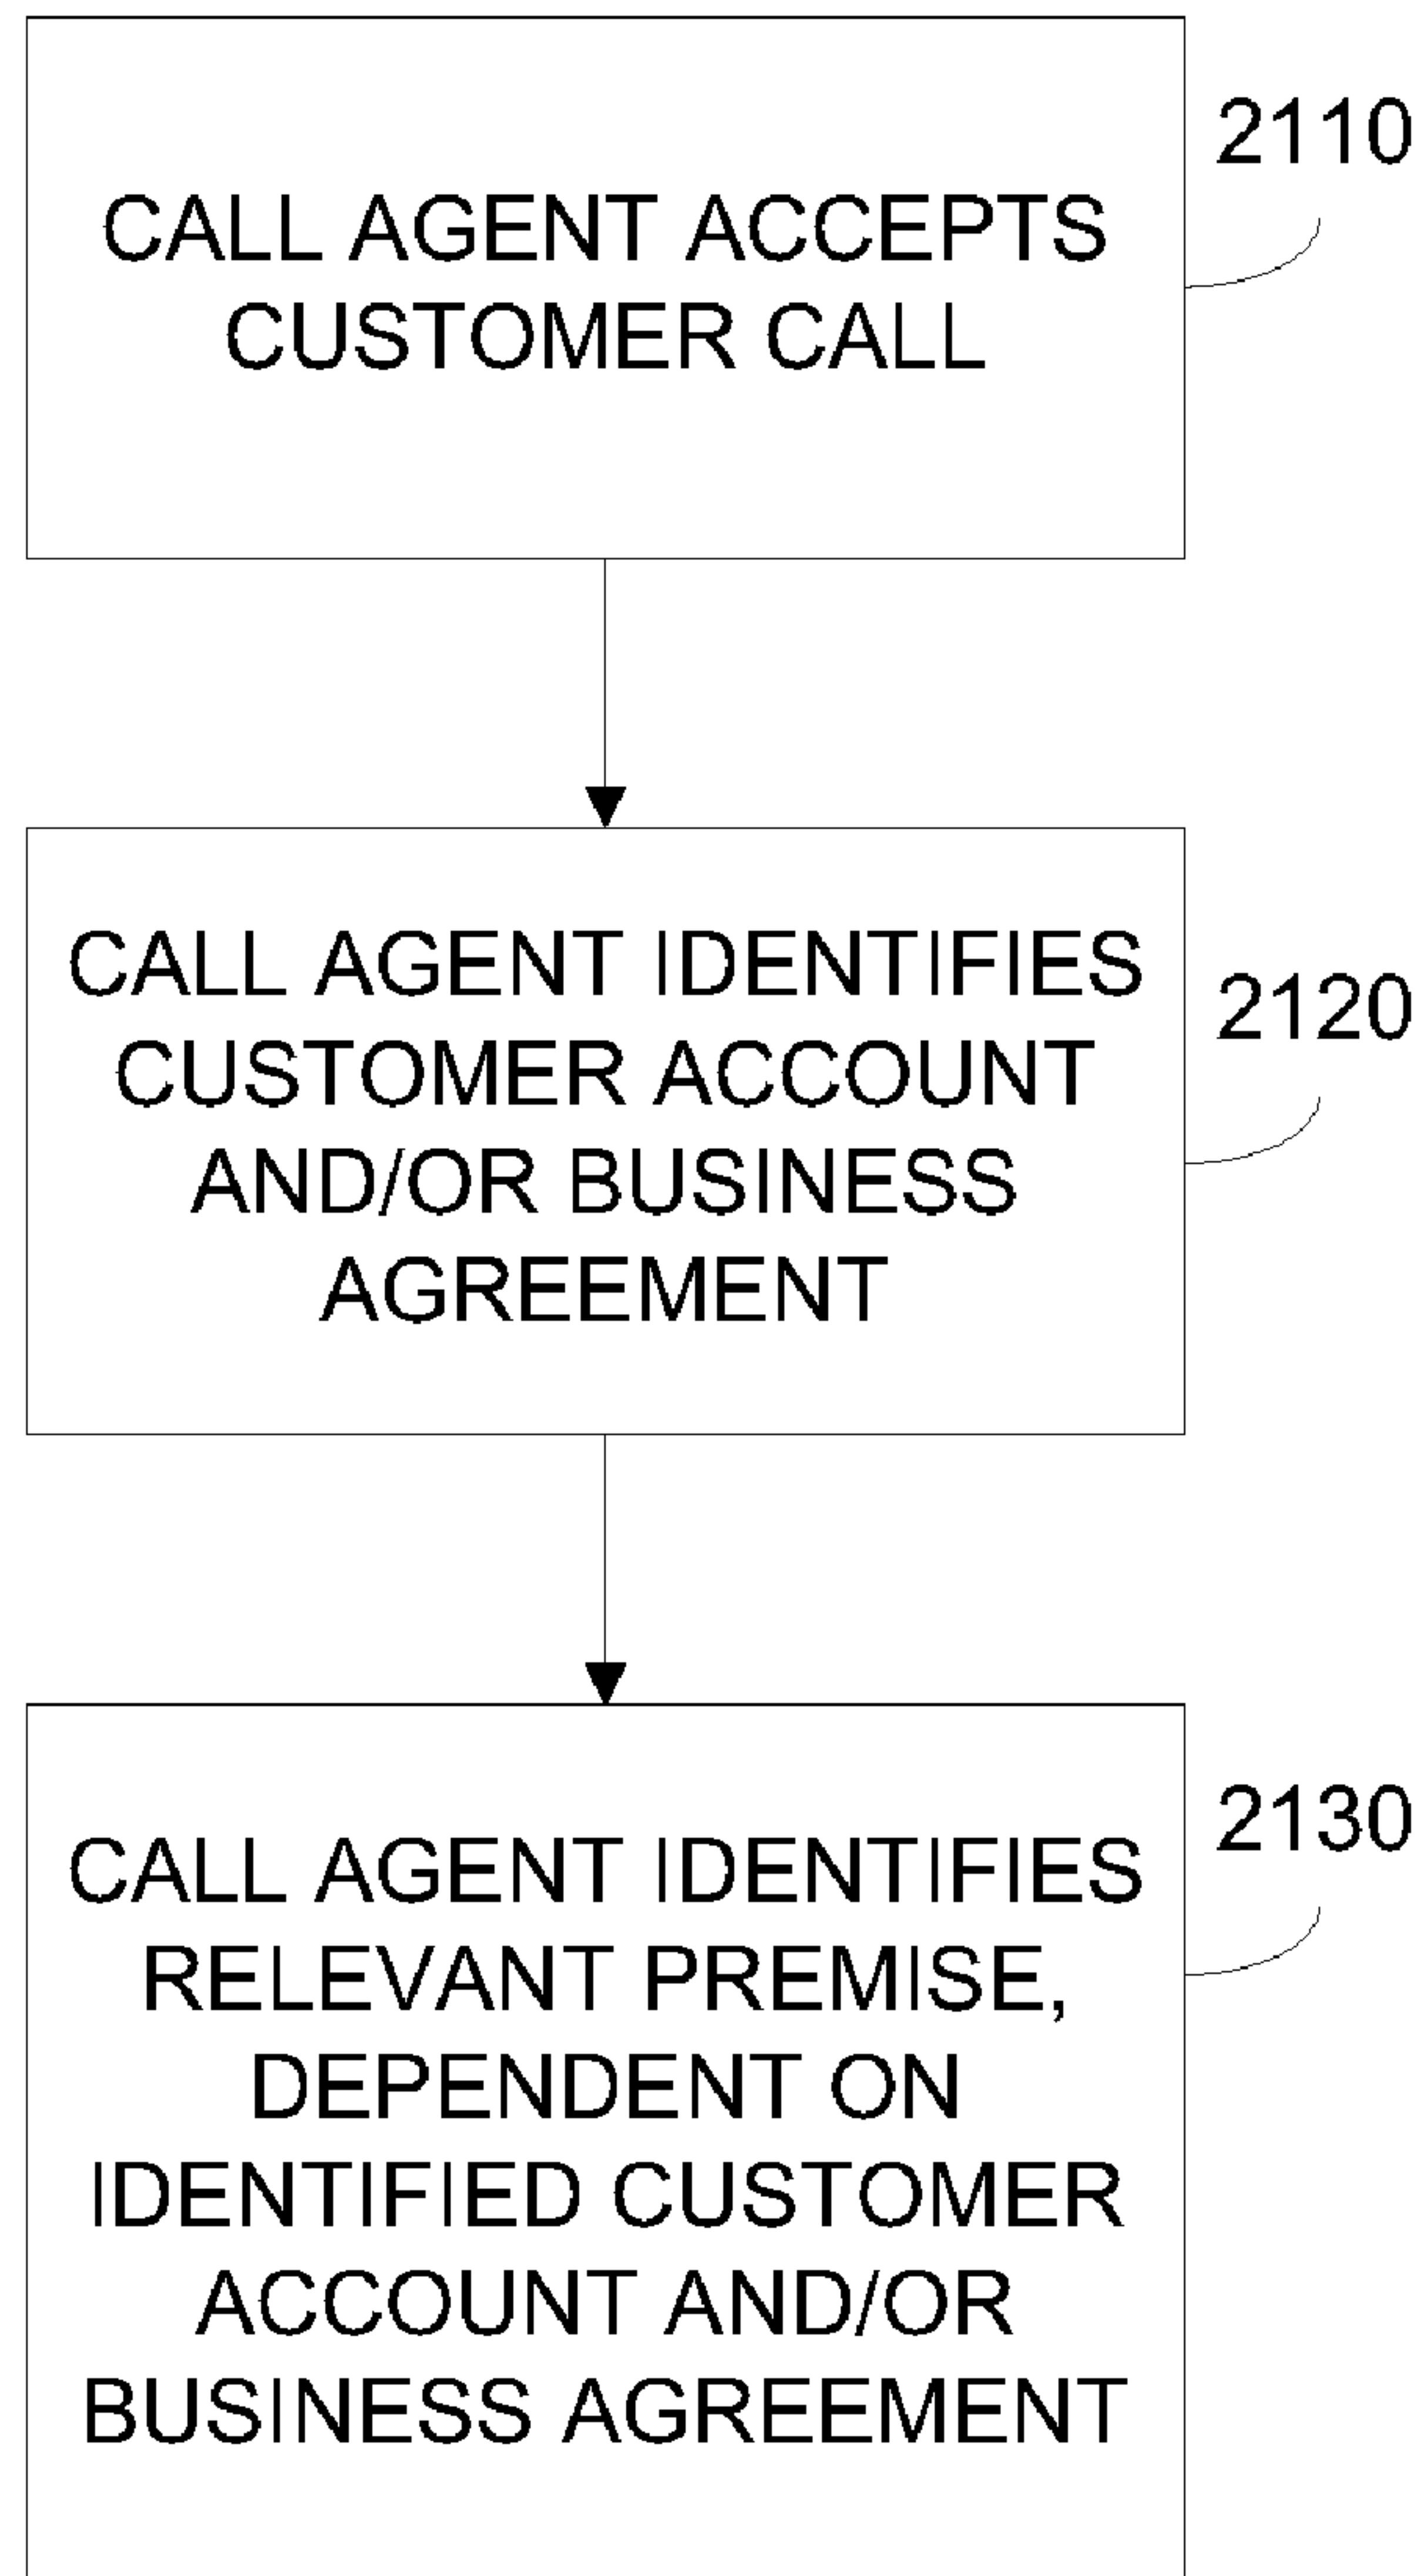 2110
CALL AGENT ACCEPTS
CUSTOMER CALL
CALL AGENT IDENTIFIES
CUSTOMER ACCOUNT
AND/OR BUSINESS
AGREEMENT
2120
CALL AGENT IDENTIFIES
RELEVANT PREMISE,
DEPENDENT ON
IDENTIFIED CUSTOMER
ACCOUNT AND/OR
BUSINESS AGREEMENT
2130